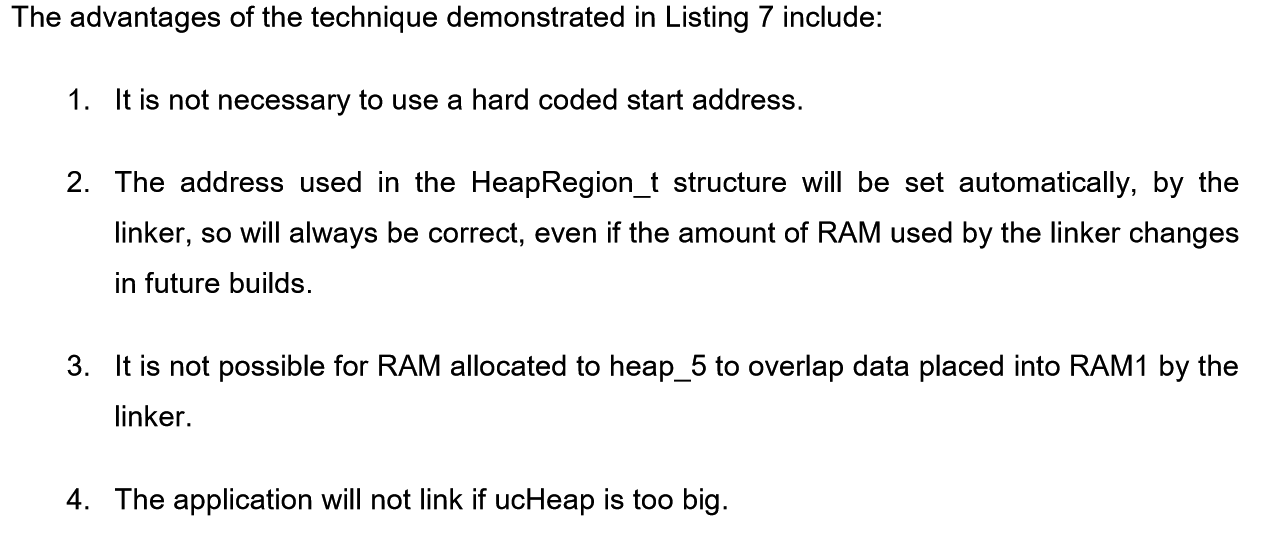 The advantages of the technique demonstrated in Listing 7 include:
1. It is not necessary to use a hard coded start address.
2. The address used in the HeapRegion_t structure will be set automatically, by the
linker, so will always be correct, even if the amount of RAM used by the linker changes
in future builds.
3. It is not possible for RAM allocated to heap_5 to overlap data placed into RAM1 by the
linker.
4. The application will not link if ucHeap is too big.